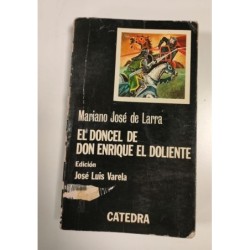 Mariano José de Larra
EL DONCEL DE
DON ENRIQUE EL DOLIENTE
Edición
José Luis Varela
CATEDRA